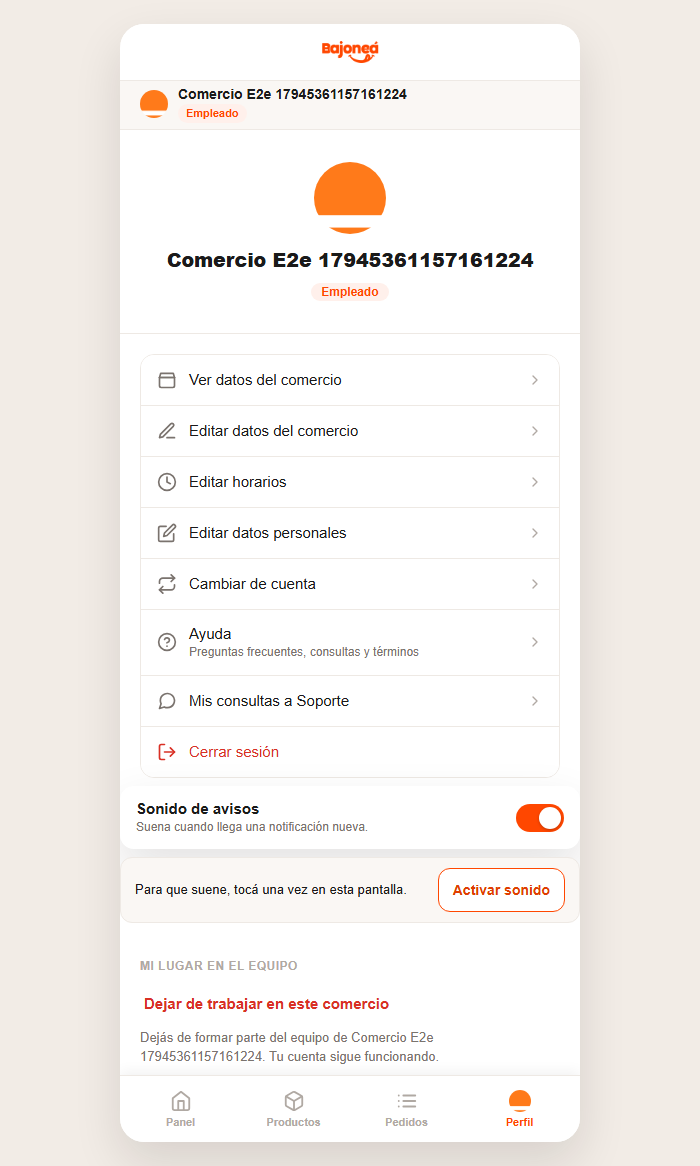 Bajoneá
Comercio E2e 17945361157161224
Empleado
Comercio E2e 17945361157161224
Empleado
Ver datos del comercio
Editar datos del comercio
Editar horarios
Editar datos personales
Cambiar de cuenta
Ayuda
Preguntas frecuentes, consultas y términos
Mis consultas a Soporte
Cerrar sesión
Sonido de avisos
Suena cuando llega una notificación nueva.
Para que suene, tocá una vez en esta pantalla.
Activar sonido
MI LUGAR EN EL EQUIPO
Dejar de trabajar en este comercio
Dejás de formar parte del equipo de Comercio E2e
17945361157161224. Tu cuenta sigue funcionando.
Panel
Productos
Pedidos
Perfil